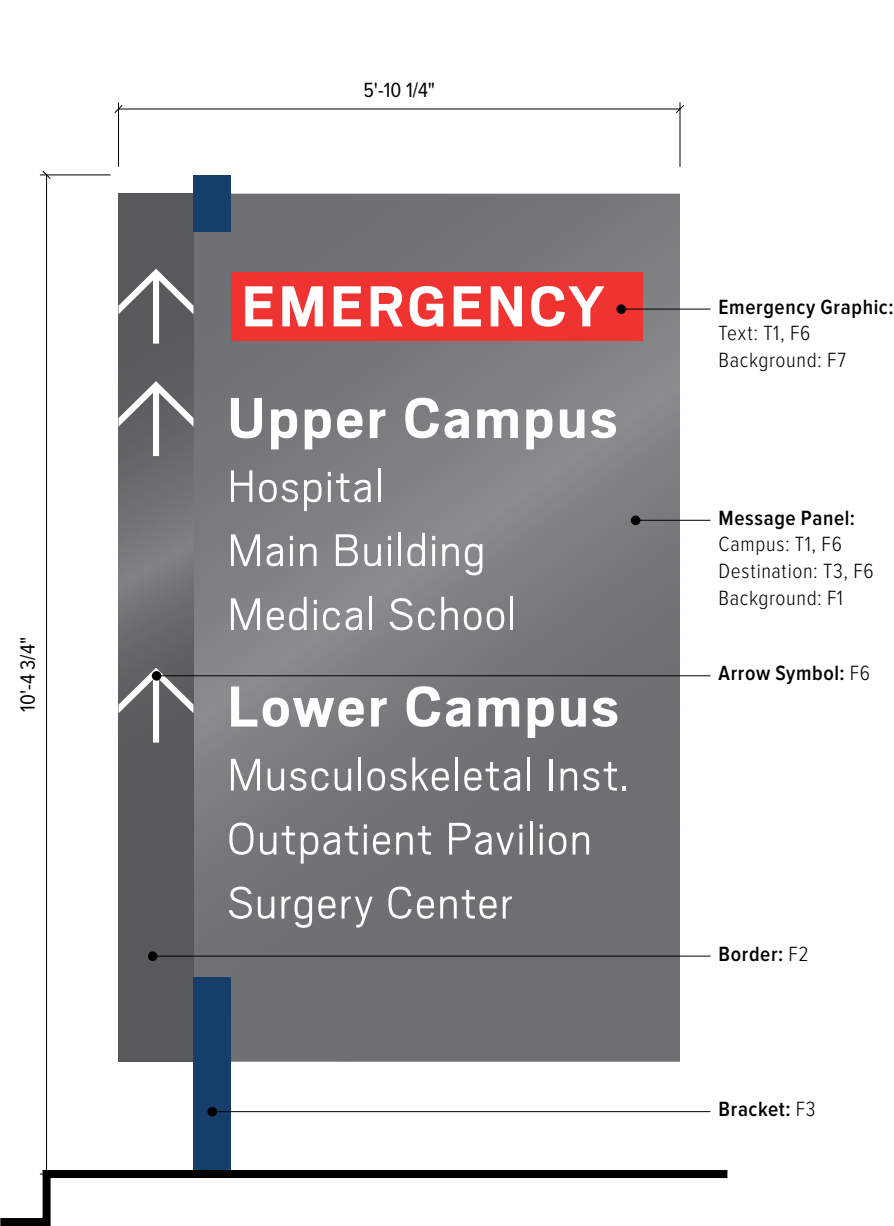 5'-10 1/4"
10'-4 3/4"
EMERGENCY
Upper Campus
Hospital
Main Building
Medical School
Lower Campus
Musculoskeletal Inst.
Outpatient Pavilion
Surgery Center
Emergency Graphic:
Text: T1, F6
Background: F7
Message Panel:
Campus: T1, F6
Destination: T3, F6
Background: F1
Arrow Symbol: F6
Border: F2
Bracket: F3